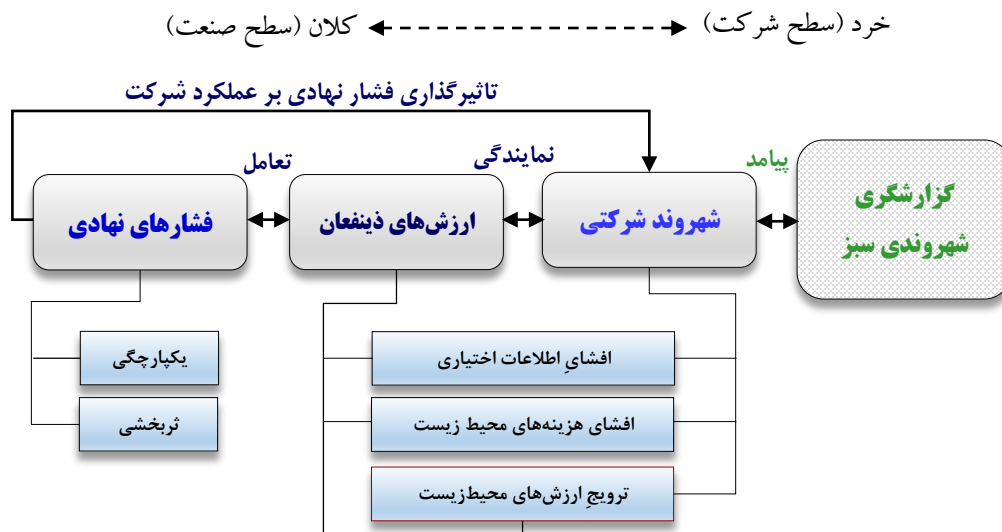 خرد (سطح شرکت)
کلان (سطح صنعت)
تاثیرگذاری فشار نهادی بر عملکرد شرکت
پیامد
نمایندگی
تعامل
گزارشگری
شهروندی سبز
شهروند شرکتی
ارزش‌های ذینفعان
فشارهای نهادی
افشایِ اطلاعات اختیاری
یکپارچگی
افشای هزینه‌های محیط زیست
ثربخشی
ترویجِ ارزش‌های محیط‌زیست